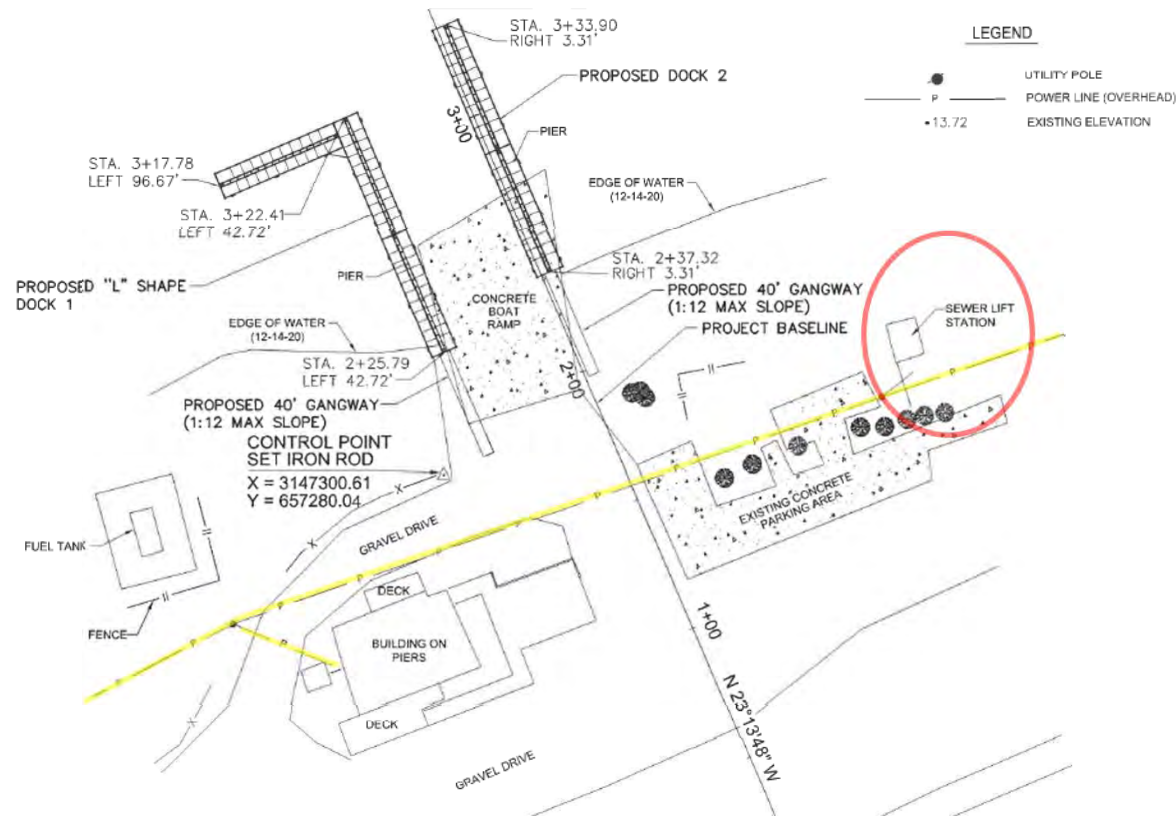 STA. 3+33.90
RIGHT 3.31'
LEGEND
UTILITY POLE
P
POWER LINE (OVERHEAD)
13.72
EXISTING ELEVATION
PROPOSED DOCK 2
3+00
PIER
STA. 3+17.78
LEFT 96.67'
STA. 3+22.41
LEFT 42.72'
EDGE OF WATER
(12-14-20)
PROPOSED "L" SHAPE
DOCK 1
PIER
STA. 2+37.32
RIGHT 3.31'
PROPOSED 40' GANGWAY
(1:12 MAX SLOPE)
PROJECT BASELINE
CONCRETE
BOAT
RAMP
SEWER LIFT
STATION
EDGE OF WATER
(12-14-20)
STA. 2+25.79
LEFT 42.72'
2+00
PROPOSED 40' GANGWAY
(1:12 MAX SLOPE)
CONTROL POINT
SET IRON ROD
X = 3147300.61
Y = 657280.04
P
P
P
P
P
X
X
EXISTING CONCRETE
PARKING AREA
FUEL TANK
GRAVEL DRIVE
P
P
P
DECK
FENCE
BUILDING ON
PIERS
P
P
P
1+00
X
X
DECK
N 23°13'48" W
GRAVEL DRIVE